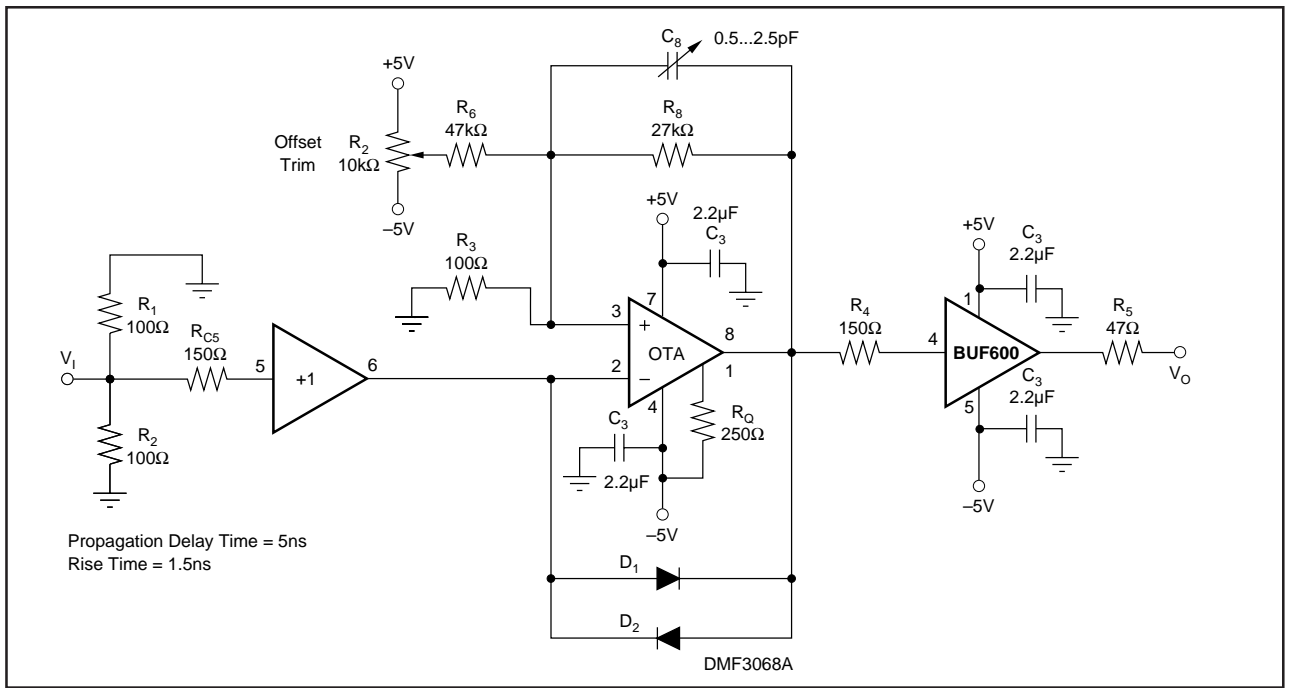 C8 0.5...2.5pF
+5V
R6
47kΩ
R8
27kΩ
Offset
Trim
R2
10kΩ
–5V
+5V
2.2µF
C3
R3
100Ω
+5V
C3
2.2µF
R1
100Ω
RC5
150Ω
VI
5
+1
6
3
+
7
OTA
8
2
–
4
1
R4
150Ω
4
1
BUF600
5
R5
47Ω
VO
C3
2.2µF
RQ
250Ω
C3
2.2µF
R2
100Ω
–5V
–5V
Propagation Delay Time = 5ns
Rise Time = 1.5ns
D1
D2
DMF3068A